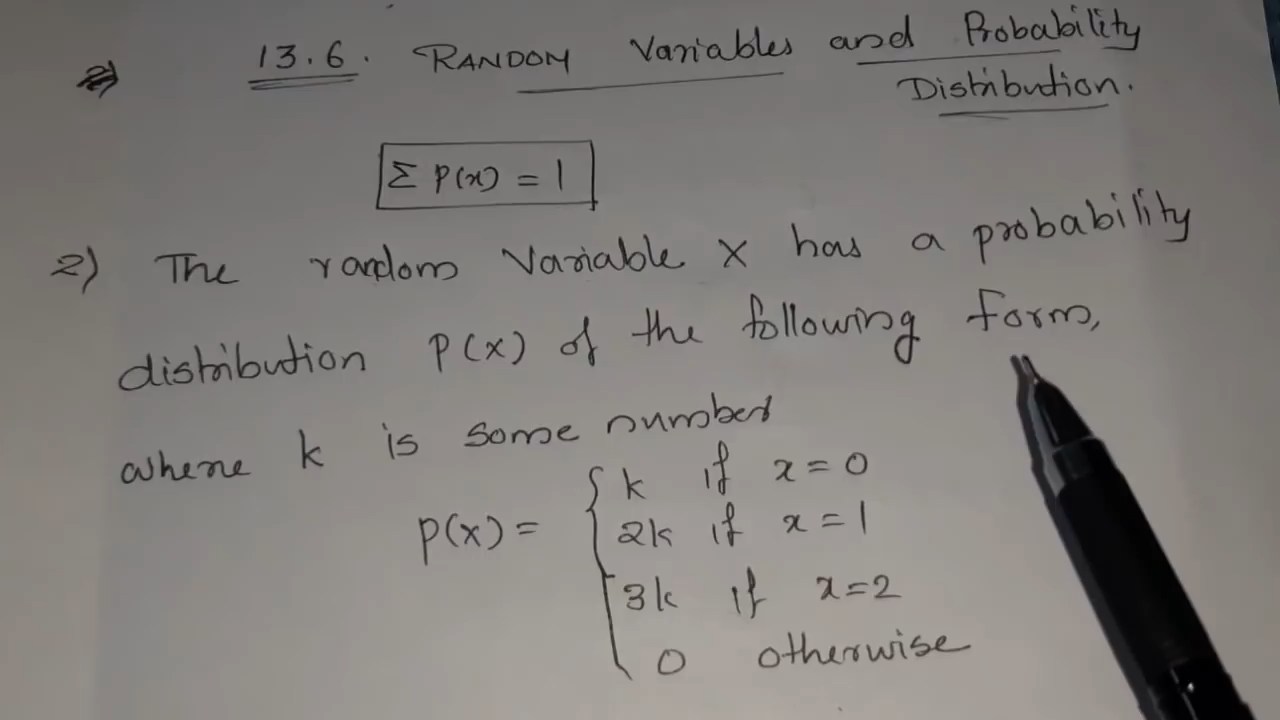 13.6. RANDOM Variables and Probability
Distribution.
Σ P(x) = 1
2) The random Variable X has a probability
distribution P(X) of the following form,
where k is some number
P(X) = { k if x = 0
2k if x = 1
3k if x = 2
0 otherwise